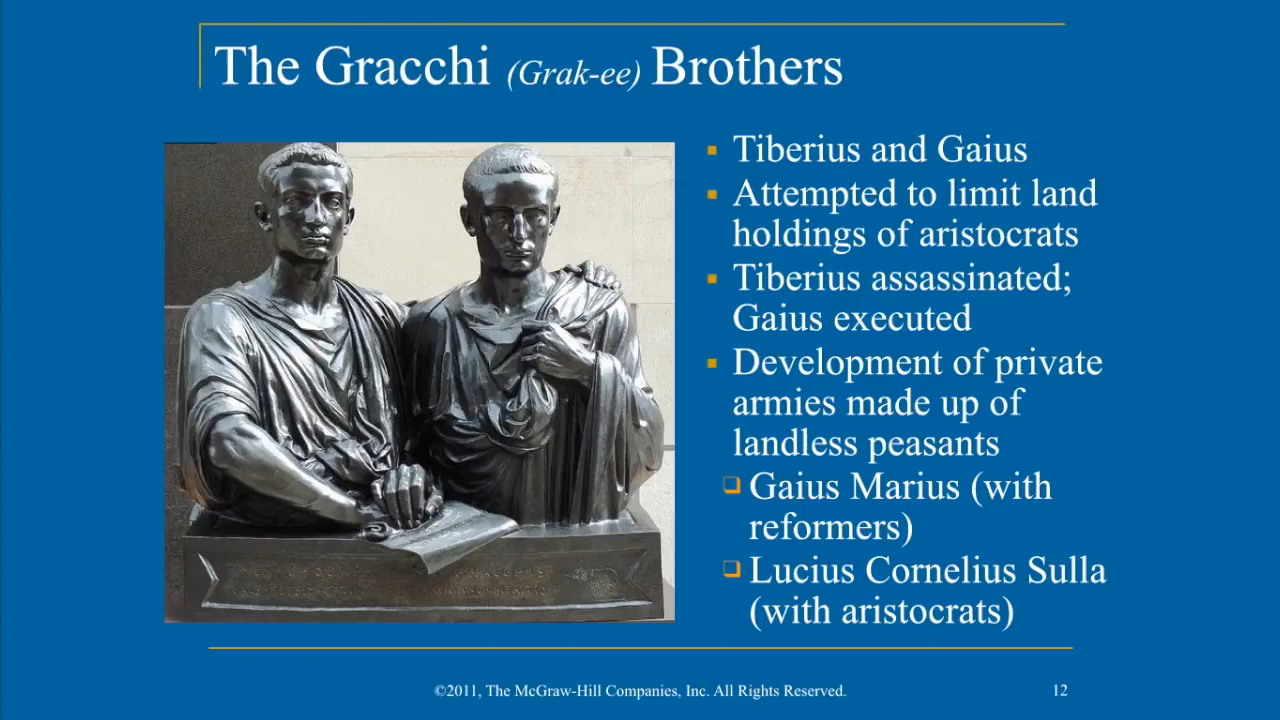 The Gracchi (Grak-ee) Brothers
Tiberius and Gaius
Attempted to limit land
holdings of aristocrats
Tiberius assassinated;
Gaius executed
Development of private
armies made up of
landless peasants
Gaius Marius (with
reformers)
Lucius Cornelius Sulla
(with aristocrats)
©2011, The McGraw-Hill Companies, Inc. All Rights Reserved.
12